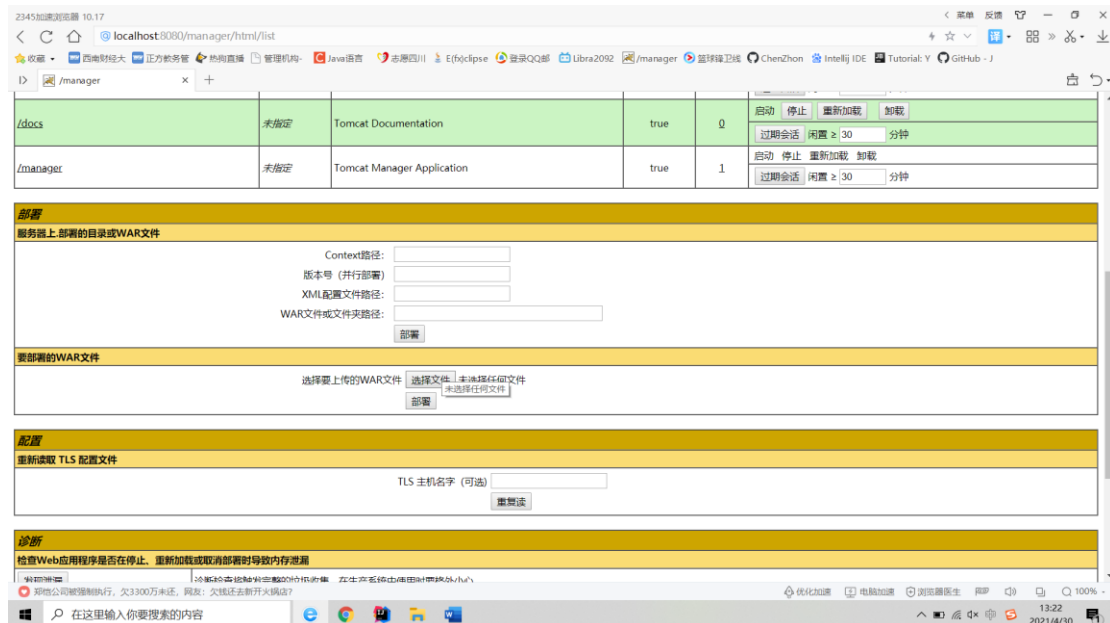 2345加速浏览器 10.17
菜单 反馈
localhost:8080/manager/html/list
译
收藏 西南财经大 正方教务管 热狗直播 管理机构- Java语言 志愿四川 E(fx)clipse 登录QQ邮 Libra2092 /manager 篮球锋卫线 ChenZhon Intellij IDE Tutorial: Y GitHub - J
/manager
/docs 未指定 Tomcat Documentation true 0 启动 停止 重新加载 卸载
过期会话 闲置 ≥ 30 分钟
/manager 未指定 Tomcat Manager Application true 1 启动 停止 重新加载 卸载
过期会话 闲置 ≥ 30 分钟
部署
服务器上.部署的目录或WAR文件
Context路径:
版本号 (并行部署)
XML配置文件路径:
WAR文件或文件夹路径:
部署
要部署的WAR文件
选择要上传的WAR文件 选择文件 未选择任何文件
未选择任何文件
部署
配置
重新读取 TLS 配置文件
TLS 主机名字 (可选)
重复读
诊断
检查Web应用程序是否在停止、重新加载或取消部署时导致内存泄漏
发现泄漏
郑恺公司被强制执行，欠3300万未还，网友：欠钱还去新开火锅店?
优化加速 电脑加速 浏览器医生 100%
在这里输入你要搜索的内容
中
13:22
2021/4/30